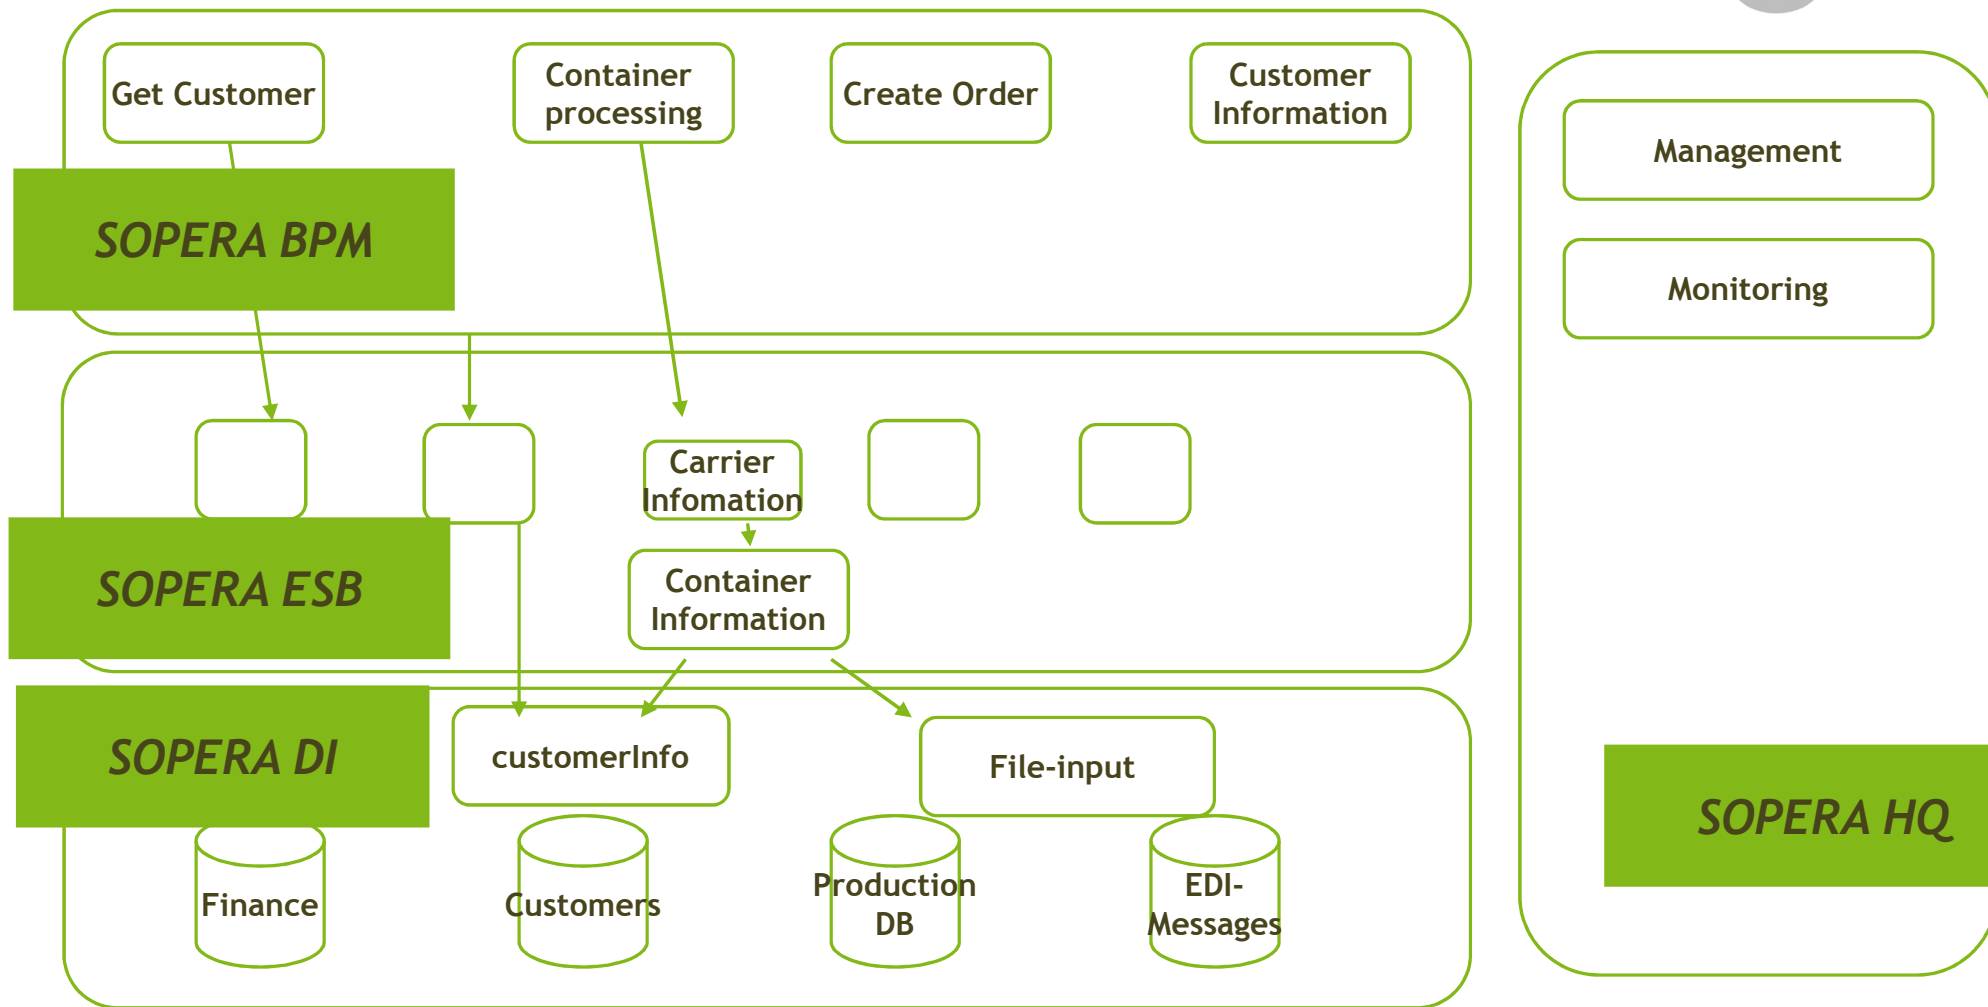 Get Customer
Container
processing
Create Order
Customer
Information
SOPERA BPM
Management
Monitoring
Carrier
Infomation
Container
Information
SOPERA ESB
SOPERA DI
customerInfo
File-input
SOPERA HQ
Finance
Customers
Production
DB
EDI-
Messages